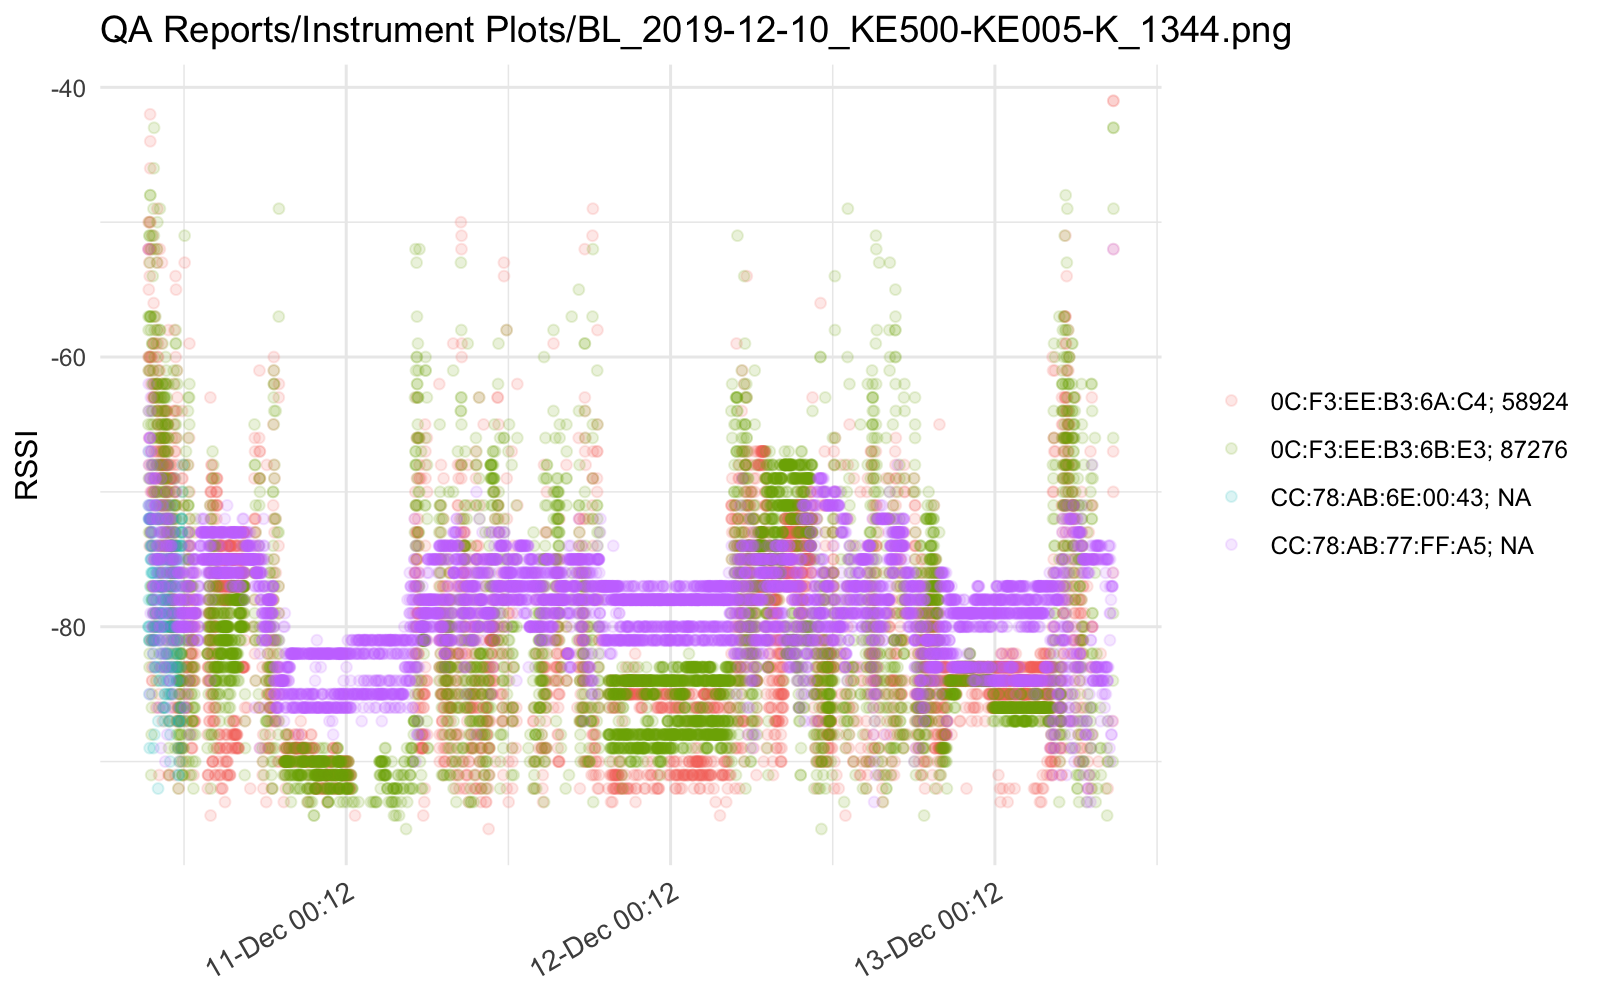 QA Reports/Instrument Plots/BL_2019-12-10_KE500-KE005-K_1344.png
-40
-60
-80
RSSI
11-Dec 00:12
12-Dec 00:12
13-Dec 00:12
0C:F3:EE:B3:6A:C4; 58924
0C:F3:EE:B3:6B:E3; 87276
CC:78:AB:6E:00:43; NA
CC:78:AB:77:FF:A5; NA